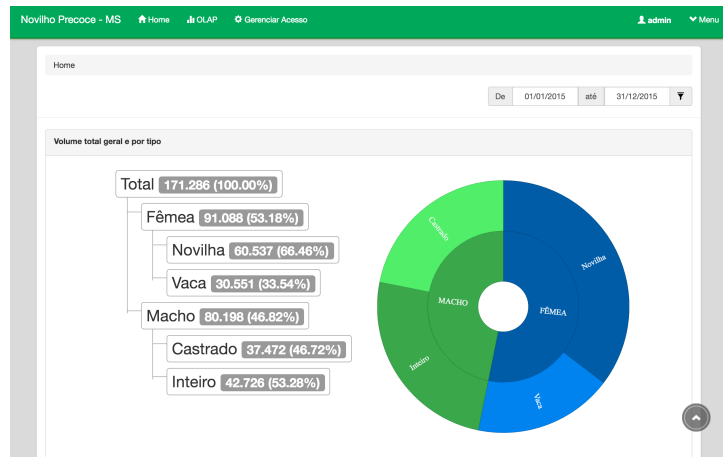 Novilho Precoce - MS Home OLAP Gerenciar Acesso admin Menu
Home
De 01/01/2015 até 31/12/2015
Volume total geral e por tipo
Total 171.286 (100.00%)
Fêmea 91.088 (53.18%)
Novilha 60.537 (66.46%)
Vaca 30.551 (33.54%)
Macho 80.198 (46.82%)
Castrado 37.472 (46.72%)
Inteiro 42.726 (53.28%)
Castrado
Novilha
MACHO
FÊMEA
Inteiro
Vaca